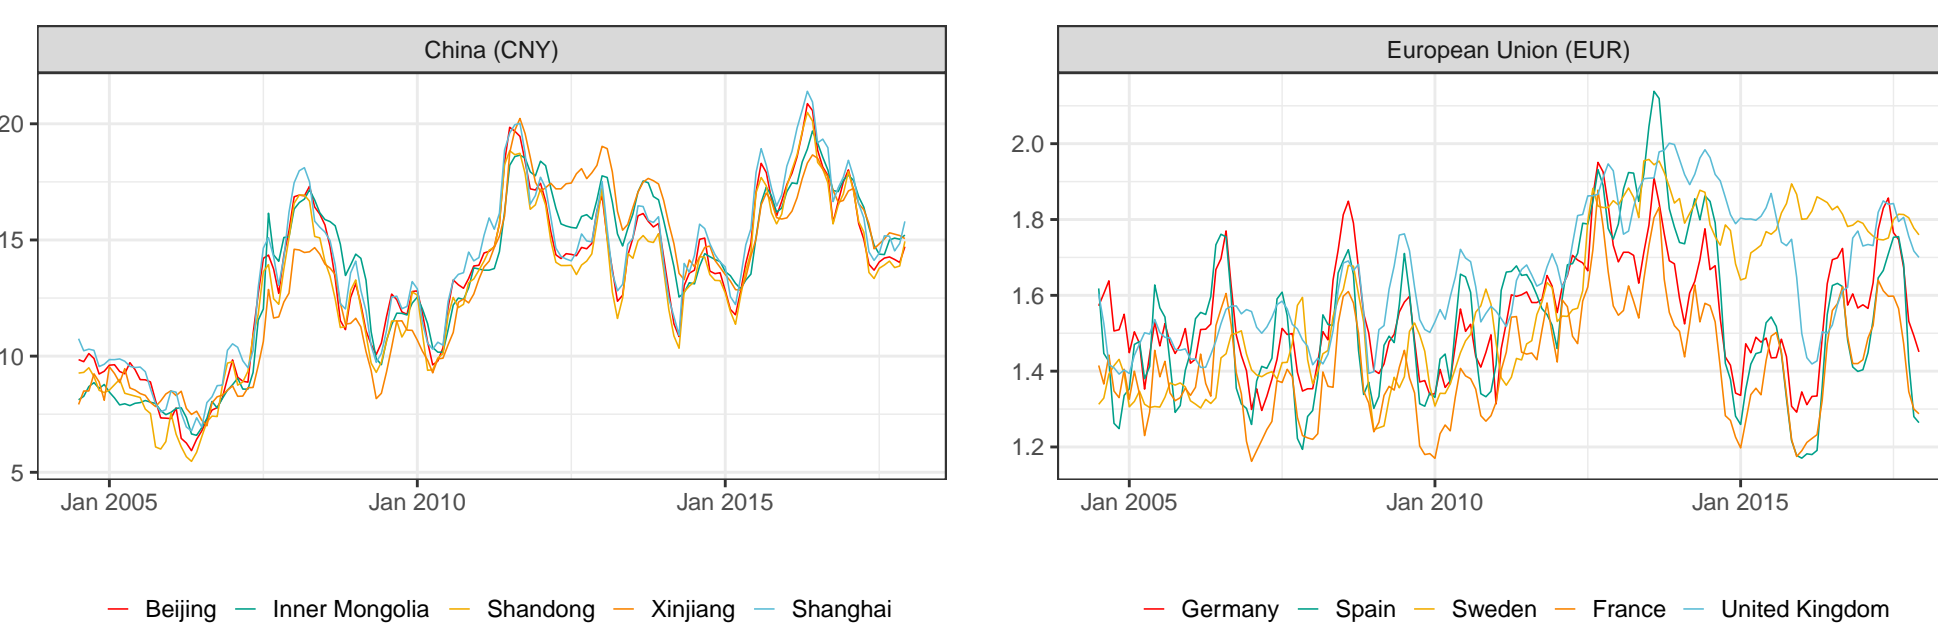 China (CNY)
20
15
10
5
Jan 2005 Jan 2010 Jan 2015
Beijing Inner Mongolia Shandong Xinjiang Shanghai
European Union (EUR)
2.0
1.8
1.6
1.4
1.2
Jan 2005 Jan 2010 Jan 2015
Germany Spain Sweden France United Kingdom